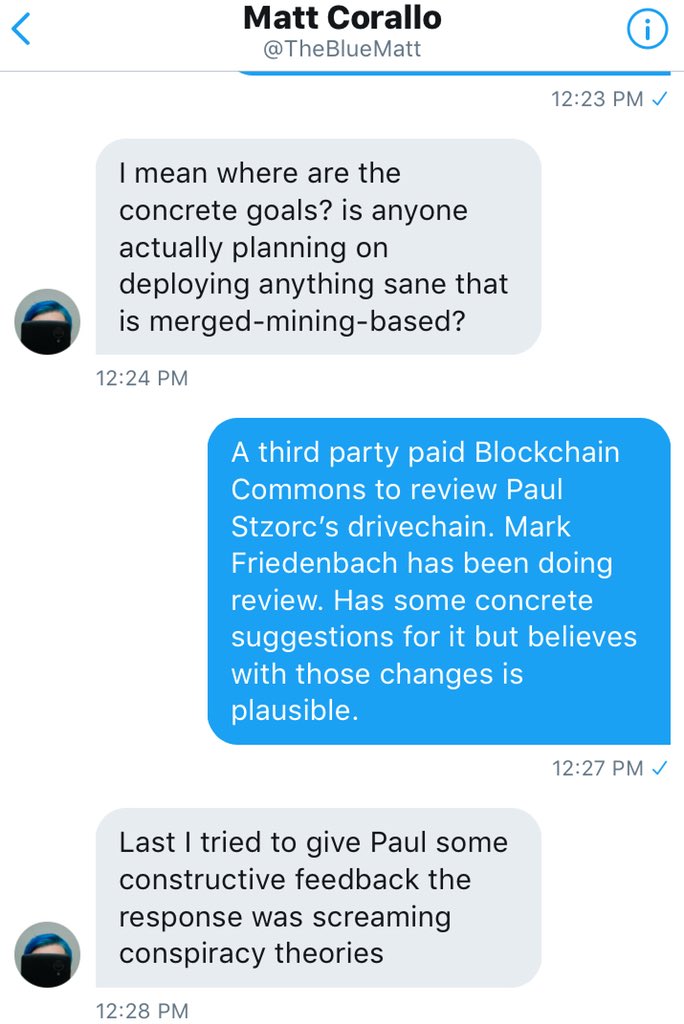 Matt Corallo
@TheBlueMatt
12:23 PM
I mean where are the
concrete goals? is anyone
actually planning on
deploying anything sane that
is merged-mining-based?
12:24 PM
A third party paid Blockchain
Commons to review Paul
Stzorc’s drivechain. Mark
Friedenbach has been doing
review. Has some concrete
suggestions for it but believes
with those changes is
plausible.
12:27 PM
Last I tried to give Paul some
constructive feedback the
response was screaming
conspiracy theories
12:28 PM